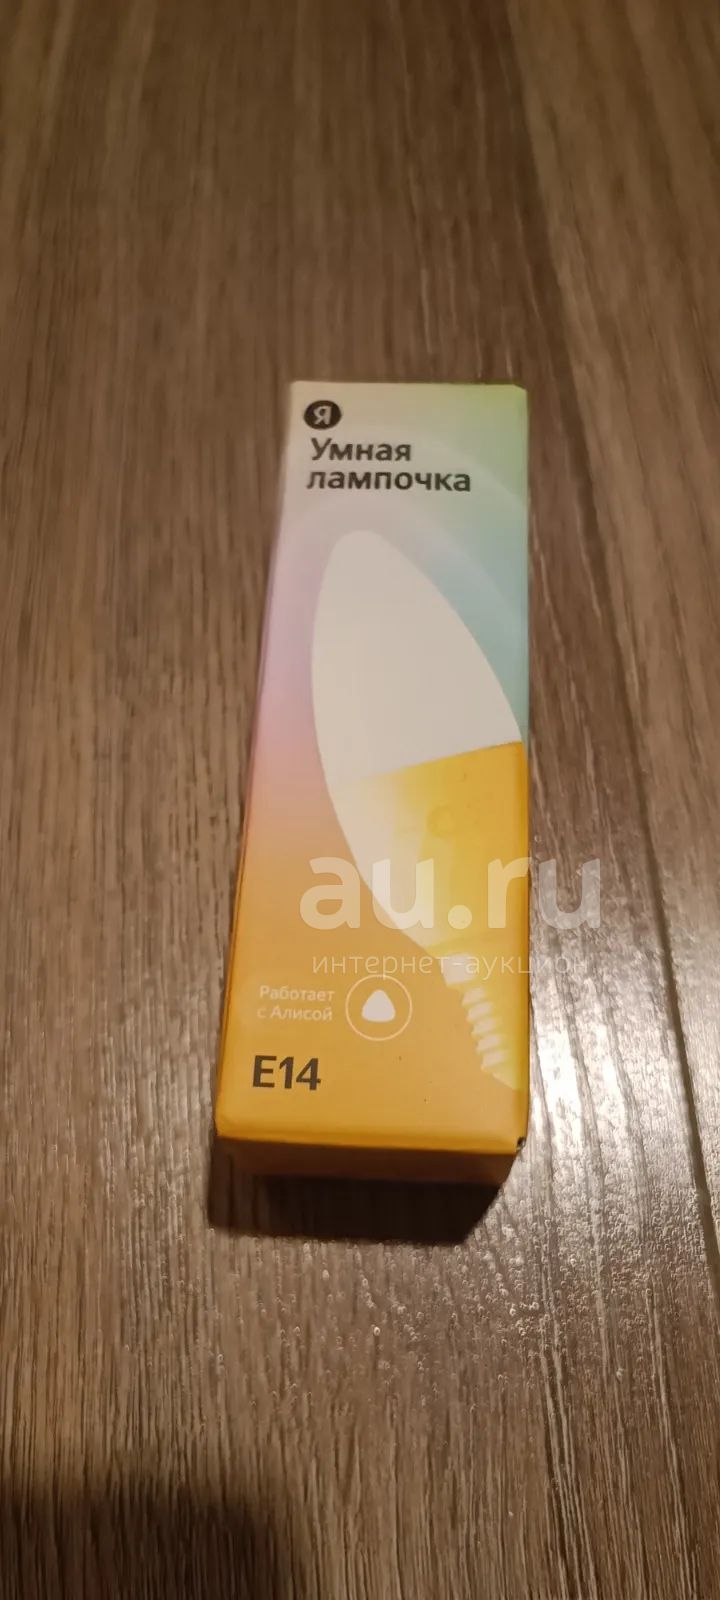 Я
Умная
лампочка
au.ru
интернет-аукцион
Работает
с Алисой
E14